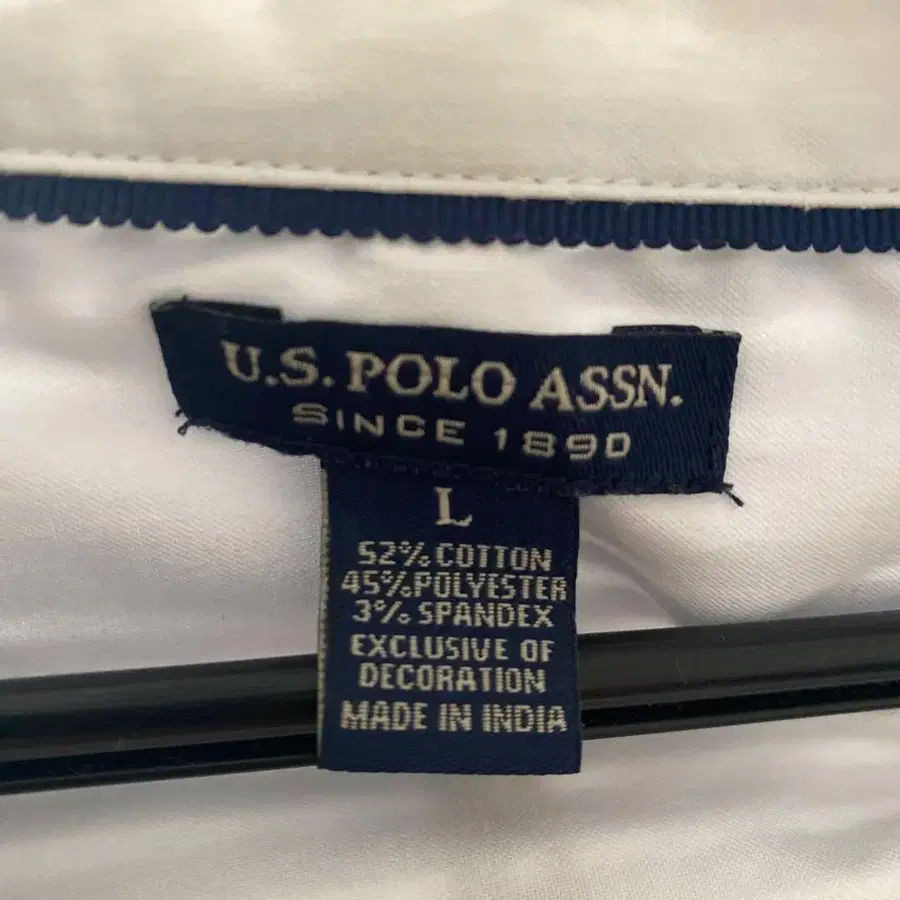 U.S. POLO ASSN.
SINCE 1890
L
52% COTTON
45% POLYESTER
3% SPANDEX
EXCLUSIVE OF
DECORATION
MADE IN INDIA